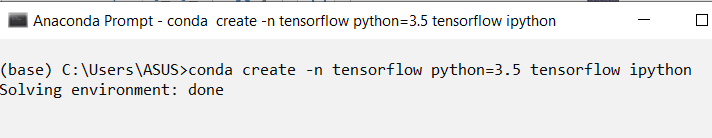 Anaconda Prompt - conda  create -n tensorflow python=3.5 tensorflow ipython
(base) C:\Users\ASUS>conda create -n tensorflow python=3.5 tensorflow ipython
Solving environment: done